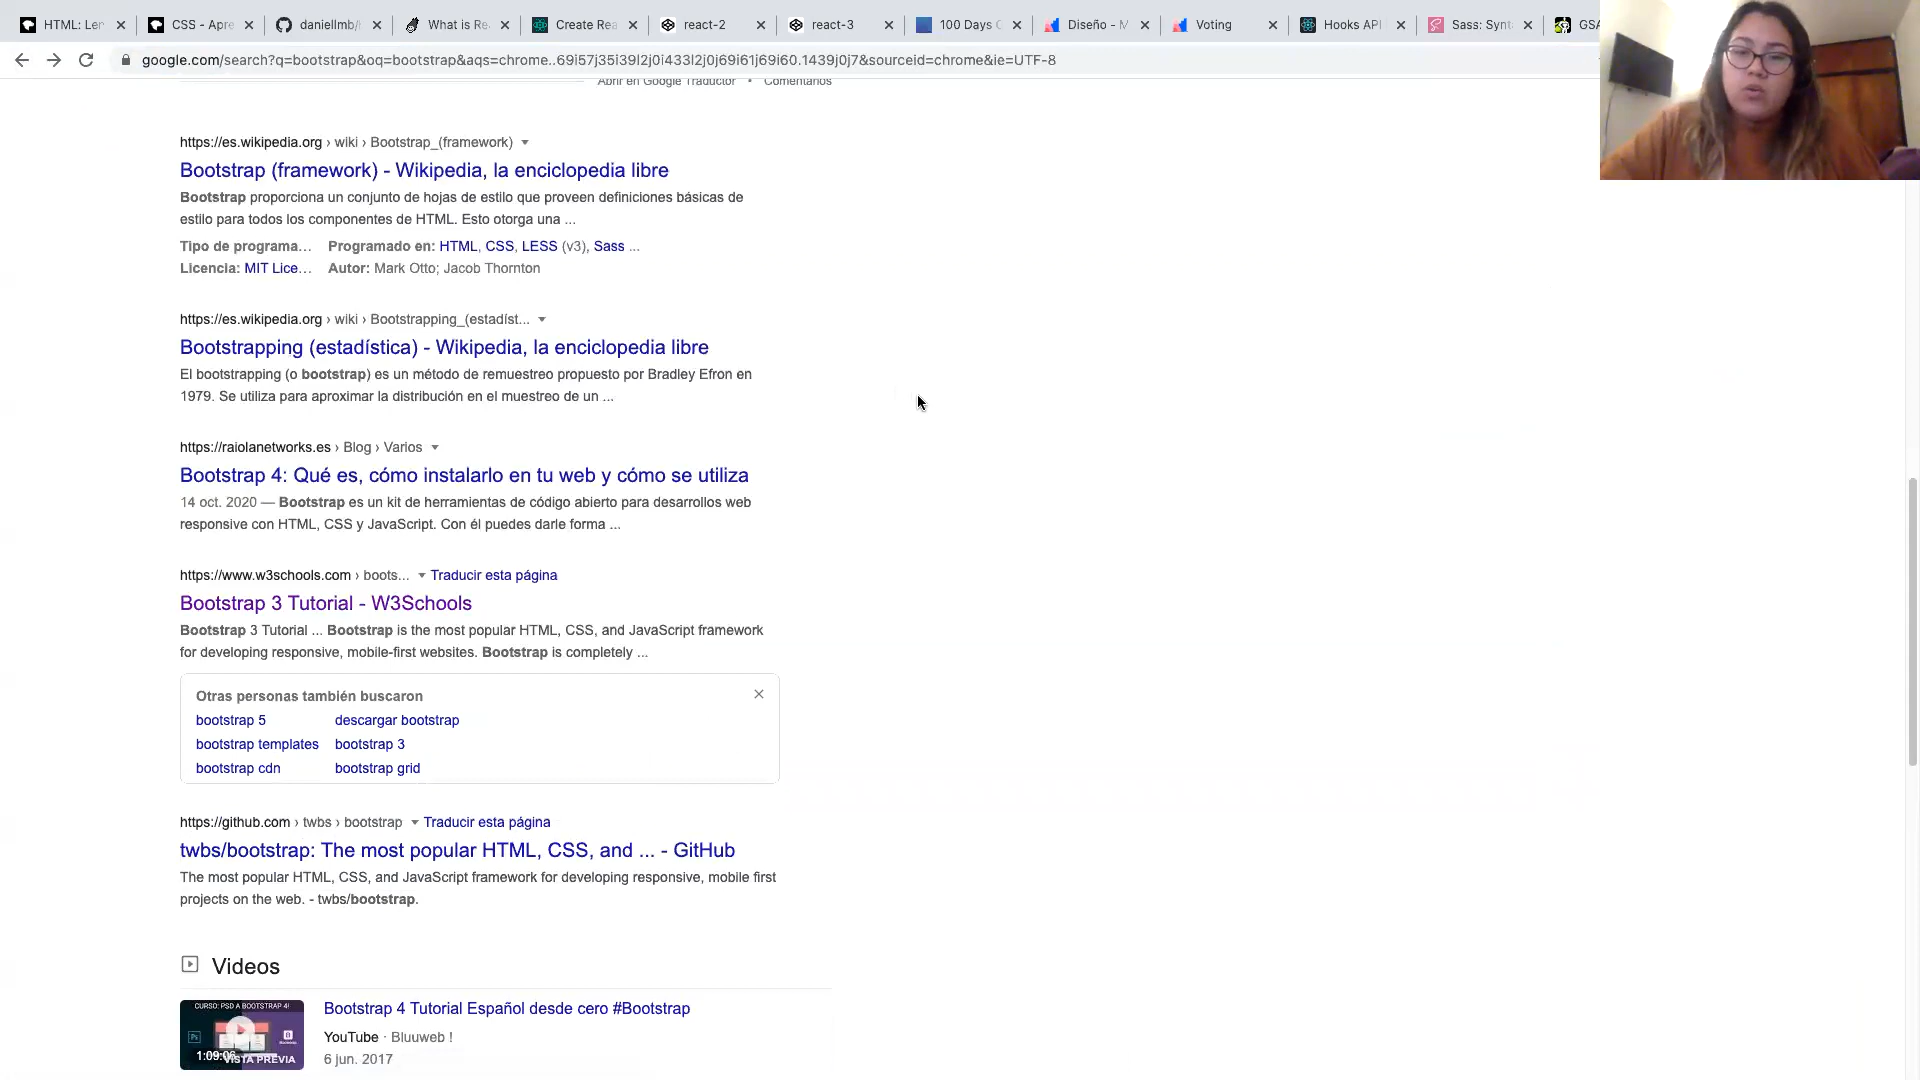 HTML: Ler
CSS - Apre
daniellmb/
What is Re
Create Rea
react-2
react-3
100 Days C
Diseño - M
Voting
Hooks API
Sass: Synt
GSA
google.com/search?q=bootstrap&oq=bootstrap&aqs=chrome..69i57j35i39l2j0i433l2j0j69i61j69i60.1439j0j7&sourceid=chrome&ie=UTF-8
Abrir en Google Traductor • Comentarios
https://es.wikipedia.org › wiki › Bootstrap_(framework)
Bootstrap (framework) - Wikipedia, la enciclopedia libre
Bootstrap proporciona un conjunto de hojas de estilo que proveen definiciones básicas de
estilo para todos los componentes de HTML. Esto otorga una ...
Tipo de programa... Programado en: HTML, CSS, LESS (v3), Sass ...
Licencia: MIT Lice... Autor: Mark Otto; Jacob Thornton
https://es.wikipedia.org › wiki › Bootstrapping_(estadíst...
Bootstrapping (estadística) - Wikipedia, la enciclopedia libre
El bootstrapping (o bootstrap) es un método de remuestreo propuesto por Bradley Efron en
1979. Se utiliza para aproximar la distribución en el muestreo de un ...
https://raiolanetworks.es › Blog › Varios
Bootstrap 4: Qué es, cómo instalarlo en tu web y cómo se utiliza
14 oct. 2020 — Bootstrap es un kit de herramientas de código abierto para desarrollos web
responsive con HTML, CSS y JavaScript. Con él puedes darle forma ...
https://www.w3schools.com › boots... Traducir esta página
Bootstrap 3 Tutorial - W3Schools
Bootstrap 3 Tutorial ... Bootstrap is the most popular HTML, CSS, and JavaScript framework
for developing responsive, mobile-first websites. Bootstrap is completely ...
Otras personas también buscaron
bootstrap 5 descargar bootstrap
bootstrap templates bootstrap 3
bootstrap cdn bootstrap grid
https://github.com › twbs › bootstrap Traducir esta página
twbs/bootstrap: The most popular HTML, CSS, and ... - GitHub
The most popular HTML, CSS, and JavaScript framework for developing responsive, mobile first
projects on the web. - twbs/bootstrap.
Videos
CURSO: PSD A BOOTSTRAP 4!
Ps
1:09:06
VISTA PREVIA
Bootstrap 4 Tutorial Español desde cero #Bootstrap
YouTube · Bluuweb !
6 jun. 2017